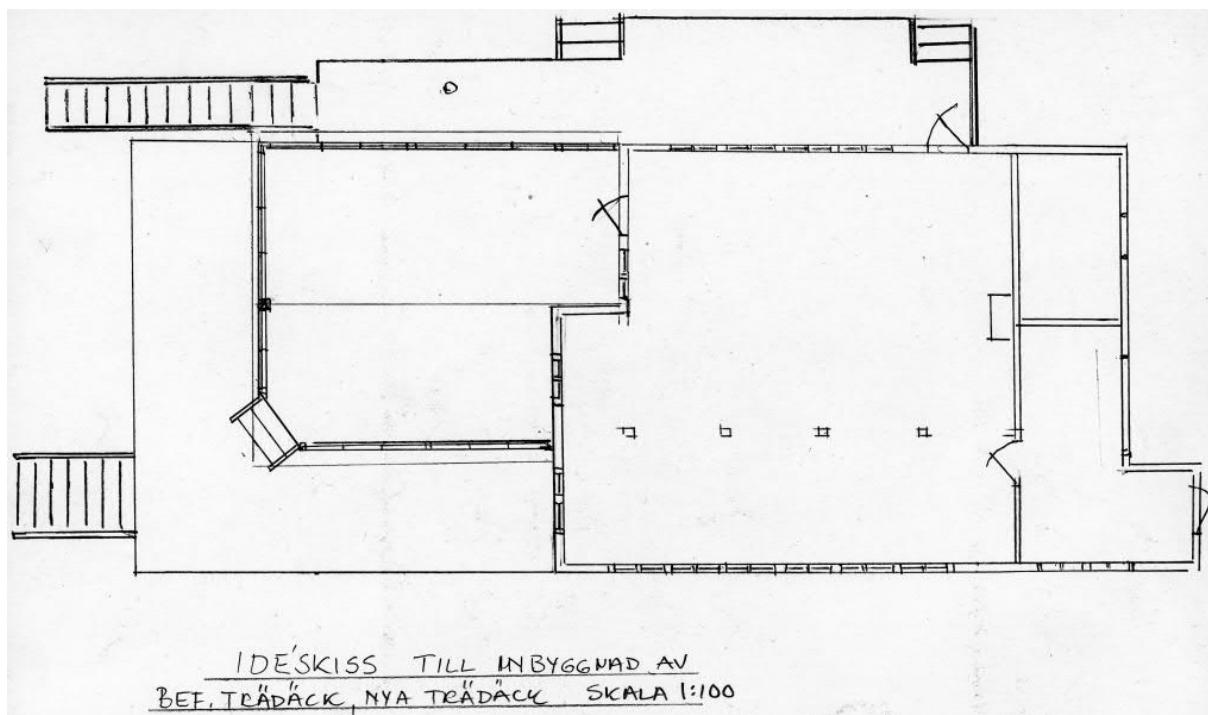 IDÉSKISS TILL INBYGGNAD AV
BEF. TRÄDÄCK, NYA TRÄDÄCK SKALA 1:100